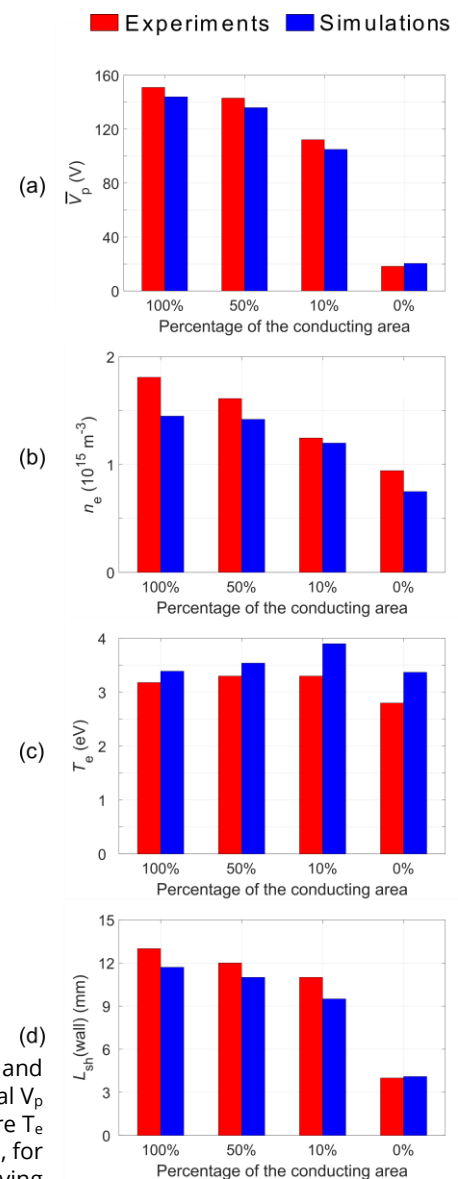 Experiments Simulations
160
120
80
40
0
V̅p (V)
(a)
100% 50% 10% 0%
Percentage of the conducting area
2
1
0
ne (10^15 m^-3)
(b)
100% 50% 10% 0%
Percentage of the conducting area
4
3
2
1
0
Te (eV)
(c)
100% 50% 10% 0%
Percentage of the conducting area
15
12
9
6
3
0
Lsh(wall) (mm)
(d)
100% 50% 10% 0%
Percentage of the conducting area
and
al Vp
re Te
, for